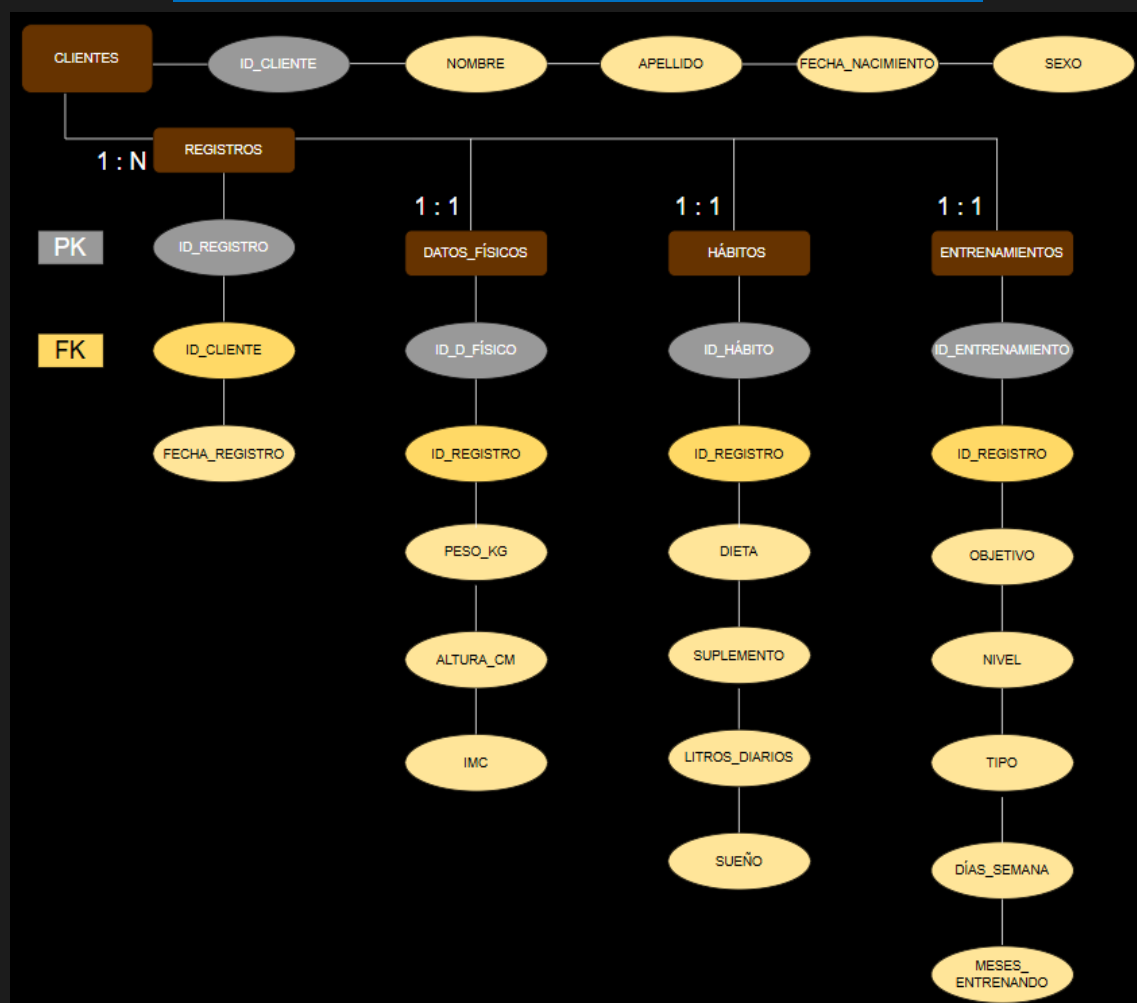 CLIENTES
ID_CLIENTE
NOMBRE
APELLIDO
FECHA_NACIMIENTO
SEXO
1 : N
REGISTROS
PK
ID_REGISTRO
FK
ID_CLIENTE
FECHA_REGISTRO
1 : 1
DATOS_FÍSICOS
ID_D_FÍSICO
ID_REGISTRO
PESO_KG
ALTURA_CM
IMC
1 : 1
HÁBITOS
ID_HÁBITO
ID_REGISTRO
DIETA
SUPLEMENTO
LITROS_DIARIOS
SUEÑO
1 : 1
ENTRENAMIENTOS
ID_ENTRENAMIENTO
ID_REGISTRO
OBJETIVO
NIVEL
TIPO
DÍAS_SEMANA
MESES_
ENTRENANDO